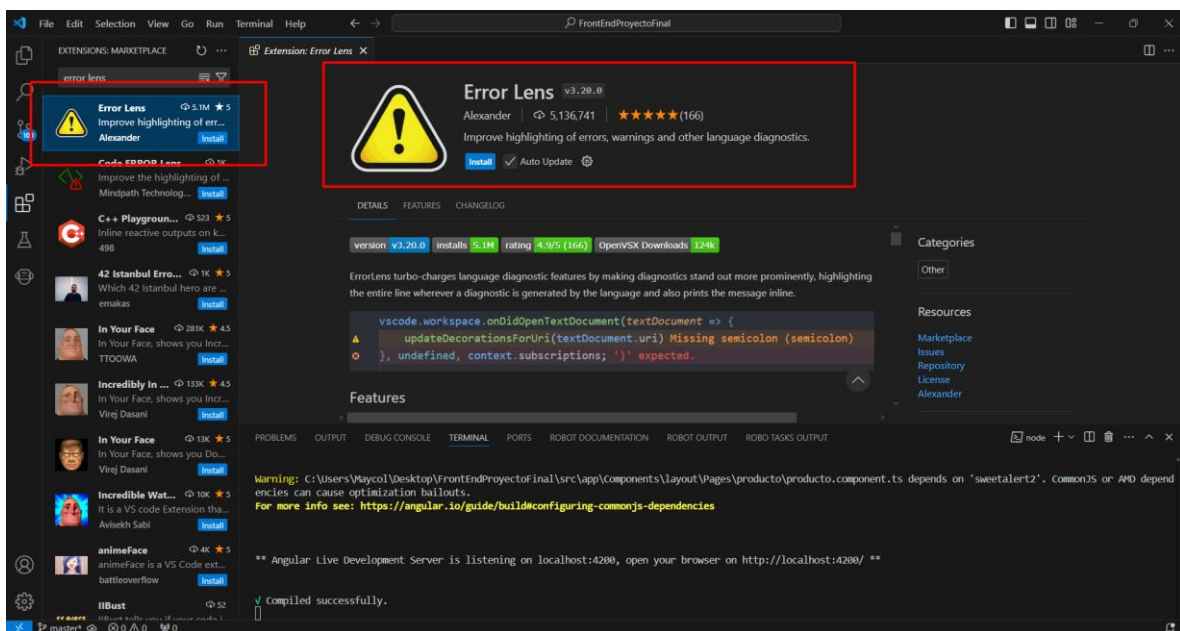 File Edit Selection View Go Run Terminal Help
FrontEndProyectoFinal
EXTENSIONS: MARKETPLACE
error lens
Error Lens 5.1M ★ 5
Improve highlighting of err...
Alexander Install
Code ERROR Lens 5K
Improve the highlighting of ...
Mindpath Technolog... Install
C++ Playgroun... 523 ★ 5
Inline reactive outputs on k...
498 Install
42 Istanbul Erro... 1K ★ 5
Which 42 Istanbul hero are ...
emakas Install
In Your Face 281K ★ 4.5
In Your Face, shows you Incr...
TTOOWA Install
Incredibly In ... 133K ★ 4.5
In Your Face, shows you Incr...
Virej Dasani Install
In Your Face 13K ★ 5
In Your Face, shows you Do...
Virej Dasani Install
Incredible Wat... 10K ★ 5
It is a VS code Extension tha...
Avisekh Sabi Install
animeFace 4K ★ 5
animeFace is a VS Code ext...
battleoverflow Install
llBust 52
Extension: Error Lens
Error Lens v3.20.0
Alexander 5,136,741 ★★★★★(166)
Improve highlighting of errors, warnings and other language diagnostics.
Install Auto Update
DETAILS FEATURES CHANGELOG
version v3.20.0 installs 5.1M rating 4.9/5 (166) OpenVSX Downloads 124k
ErrorLens turbo-charges language diagnostic features by making diagnostics stand out more prominently, highlighting
the entire line wherever a diagnostic is generated by the language and also prints the message inline.
vscode.workspace.onDidOpenTextDocument(textDocument => {
updateDecorationsForUri(textDocument.uri) Missing semicolon (semicolon)
}, undefined, context.subscriptions; ')' expected.
Features
Categories
Other
Resources
Marketplace
Issues
Repository
License
Alexander
PROBLEMS OUTPUT DEBUG CONSOLE TERMINAL PORTS ROBOT DOCUMENTATION ROBOT OUTPUT ROBO TASKS OUTPUT
node
Warning: C:\Users\Maycol\Desktop\FrontEndProyectoFinal\src\app\Components\layout\Pages\producto\producto.component.ts depends on 'sweetalert2'. CommonJS or AMD depend
encies can cause optimization bailouts.
For more info see: https://angular.io/guide/build#configuring-commonjs-dependencies
** Angular Live Development Server is listening on localhost:4200, open your browser on http://localhost:4200/ **
√ Compiled successfully.
master* 0 0 0